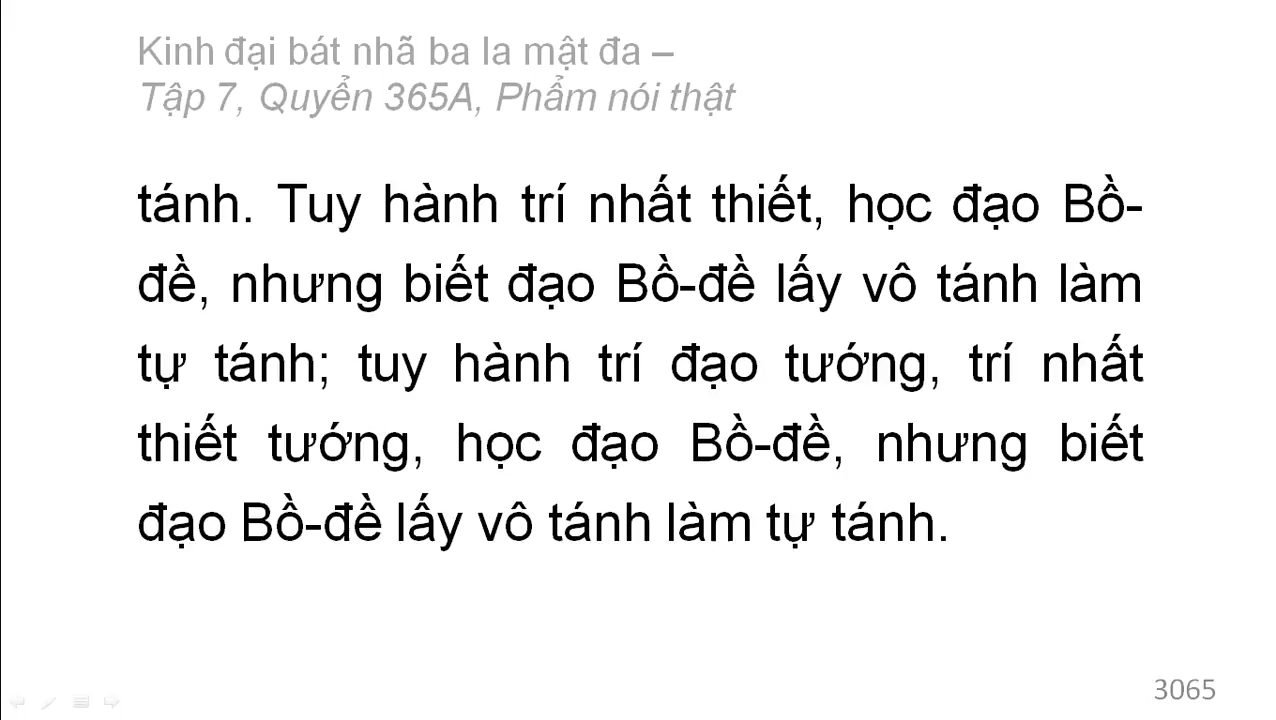 Kinh đại bát nhã ba la mật đa –
Tập 7, Quyển 365A, Phẩm nói thật
tánh. Tuy hành trí nhất thiết, học đạo Bồ-
đề, nhưng biết đạo Bồ-đề lấy vô tánh làm
tự tánh; tuy hành trí đạo tướng, trí nhất
thiết tướng, học đạo Bồ-đề, nhưng biết
đạo Bồ-đề lấy vô tánh làm tự tánh.
3065